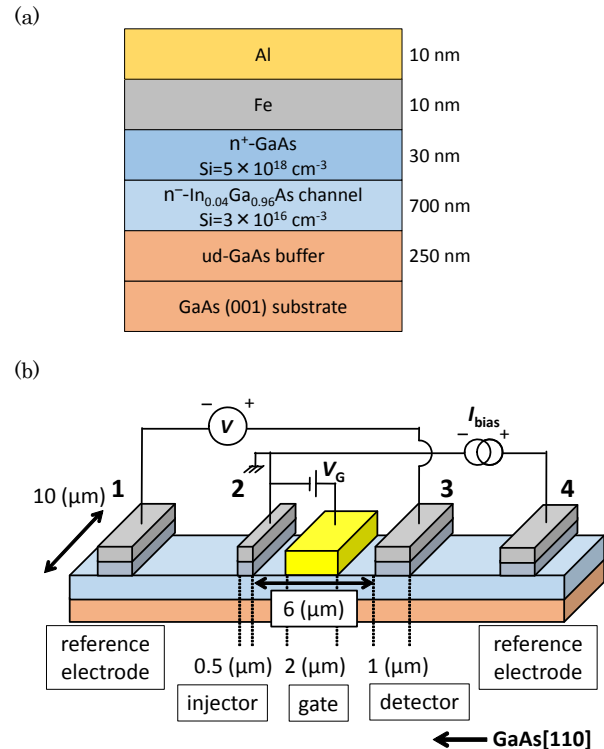 (a)
Al
10 nm
Fe
10 nm
n⁺-GaAs
Si=5 × 10¹⁸ cm⁻³
30 nm
n⁻-In₀.₀₄Ga₀.₉₆As channel
Si=3 × 10¹⁶ cm⁻³
700 nm
ud-GaAs buffer
250 nm
GaAs (001) substrate
(b)
− V +
I_bias
− +
V_G
1 2 3 4
10 (μm)
6 (μm)
reference electrode
0.5 (μm) 2 (μm) 1 (μm)
injector gate detector
reference electrode
GaAs[110]